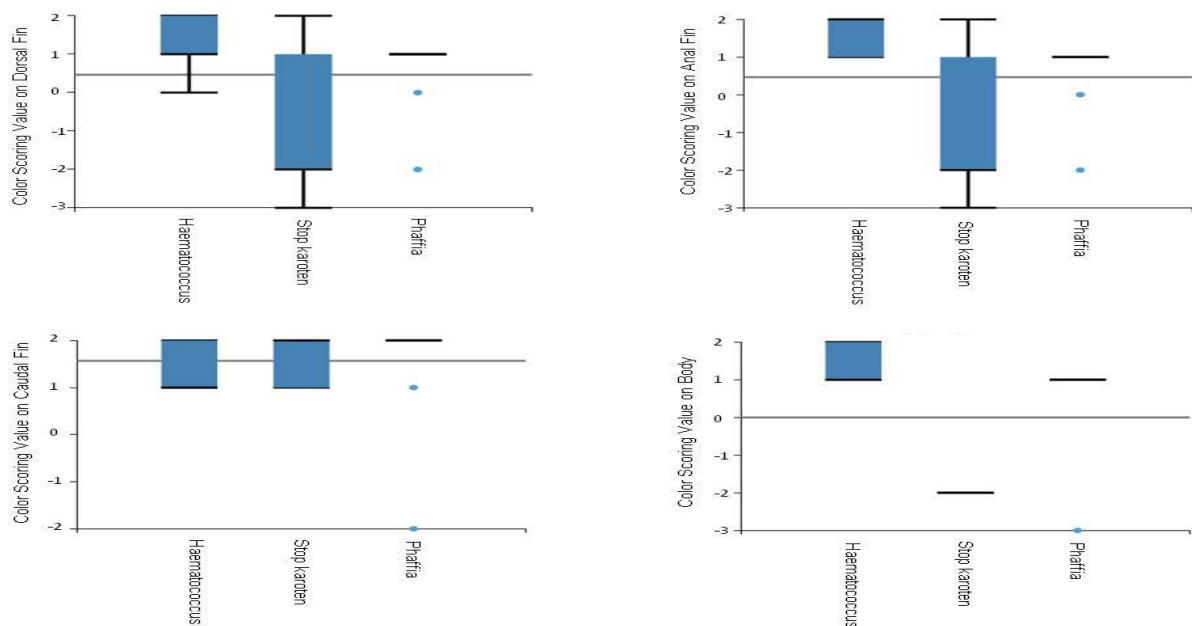 Color Scoring Value on Dorsal Fin
2
1
0
-1
-2
-3
Haematococcus
Stop karoten
Phaffia
Color Scoring Value on Anal Fin
2
1
0
-1
-2
-3
Haematococcus
Stop karoten
Phaffia
Color Scoring Value on Caudal Fin
2
1
0
-1
-2
Haematococcus
Stop karoten
Phaffia
Color Scoring Value on Body
2
1
0
-1
-2
-3
Haematococcus
Stop karoten
Phaffia